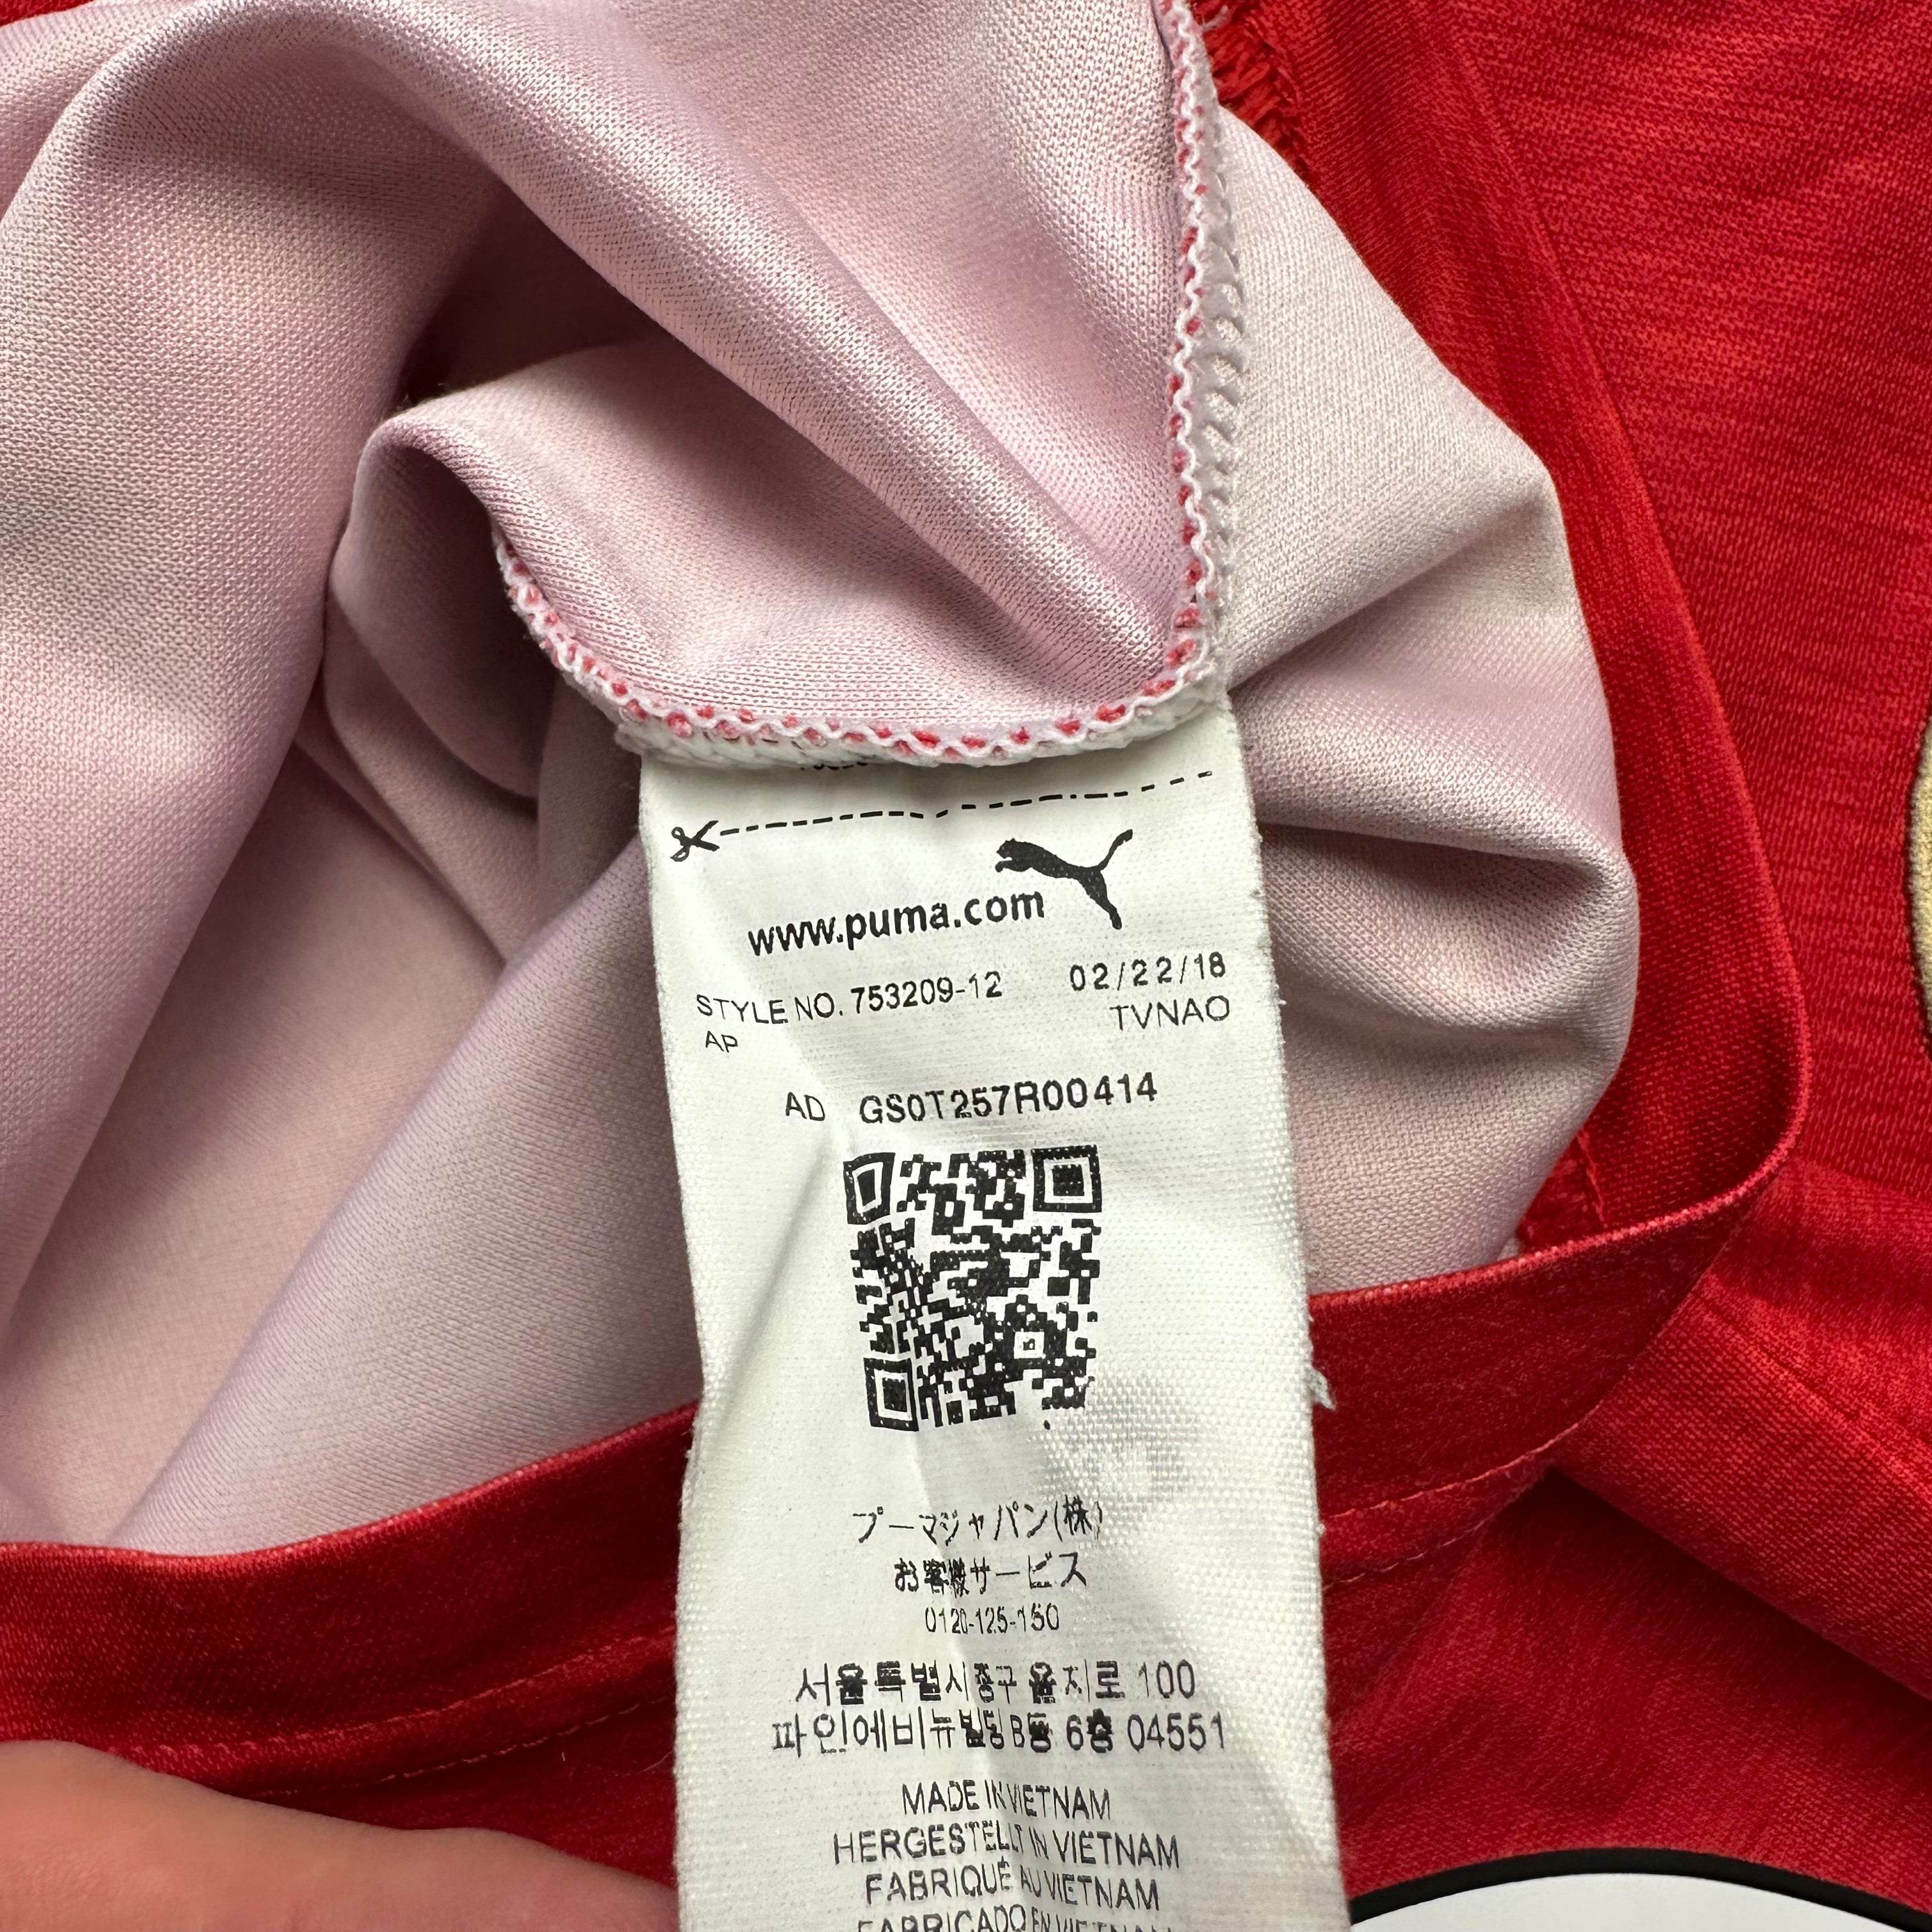 www.puma.com
STYLE NO. 753209-12 02/22/18
AP TVNAO
AD GS0T257R00414
プーマジャパン(株)
お客様サービス
0120-125-150
서울특별시중구 을지로 100
파인에비뉴빌딩B동 6층 04551
MADE IN VIETNAM
HERGESTELLT IN VIETNAM
FABRIQUÉ AU VIETNAM
FABRICADO EN VIETNAM